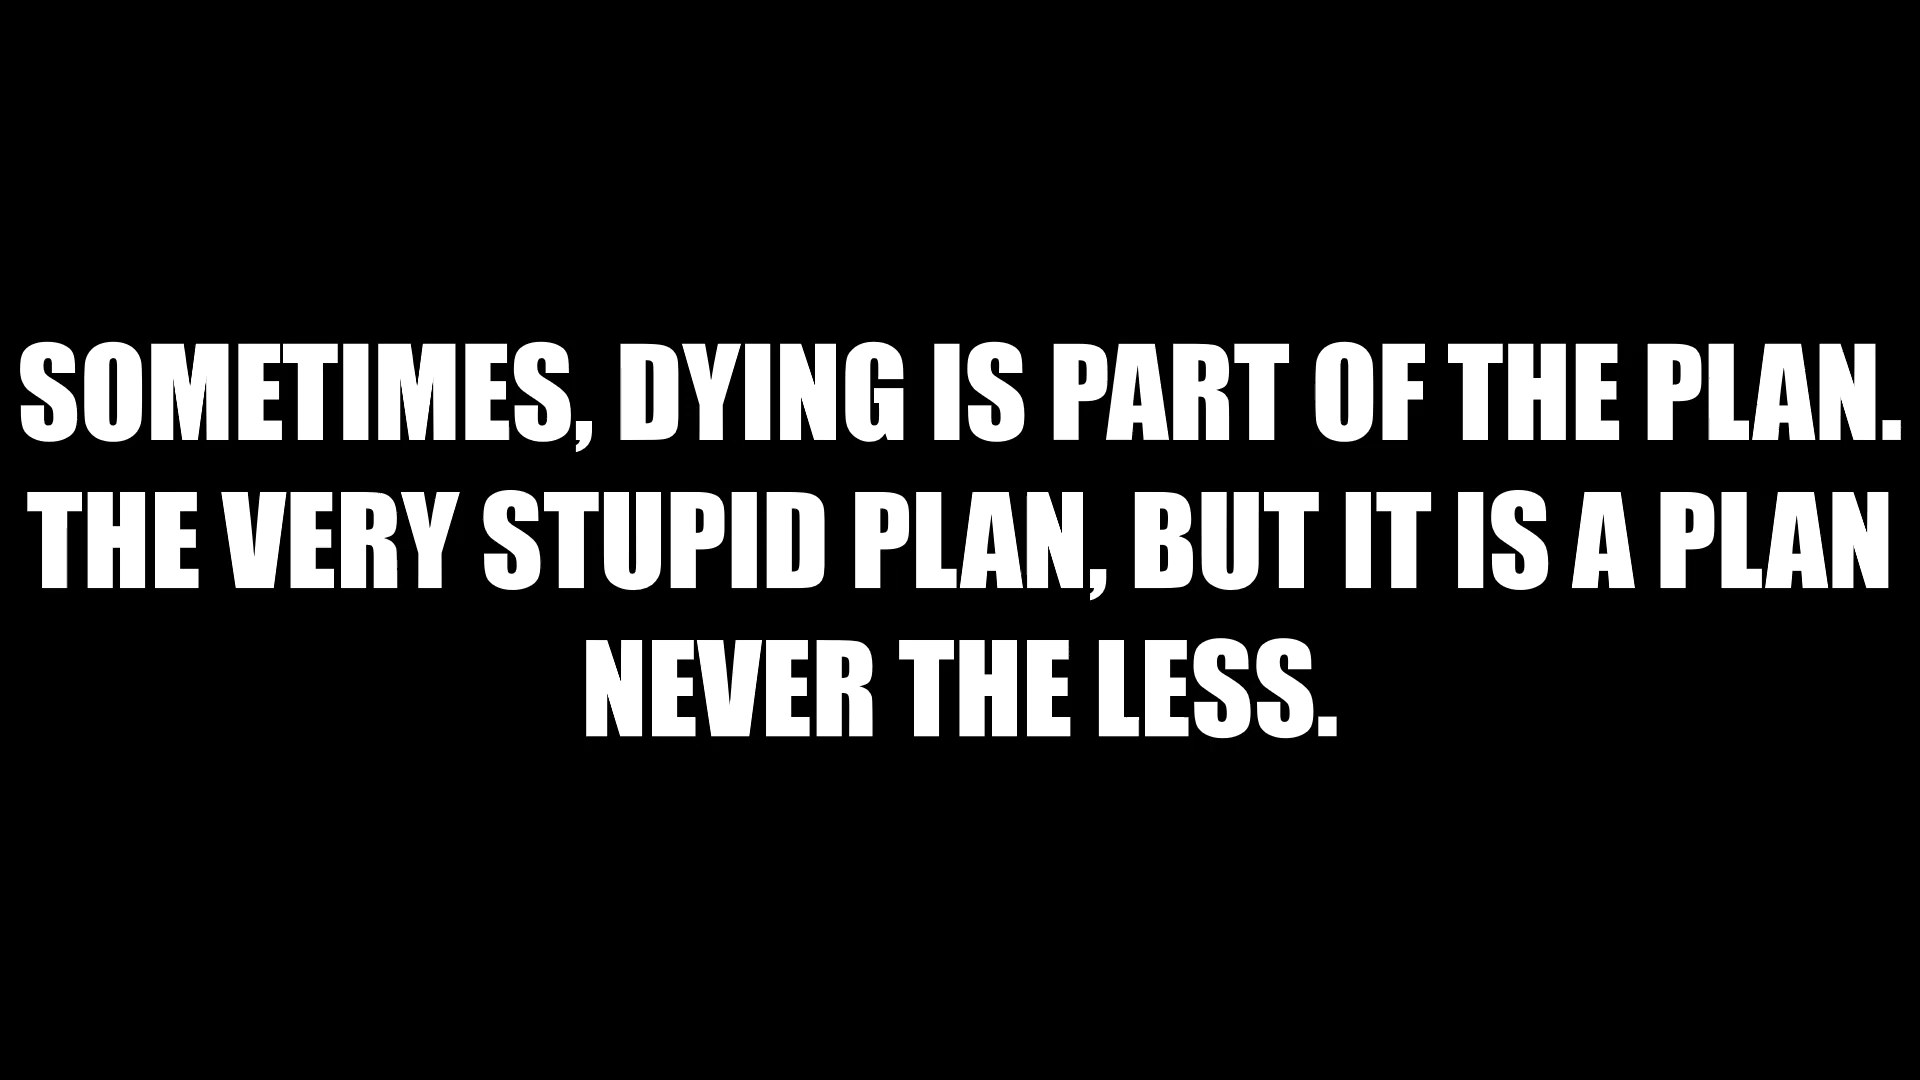 SOMETIMES, DYING IS PART OF THE PLAN.
THE VERY STUPID PLAN, BUT IT IS A PLAN
NEVER THE LESS.